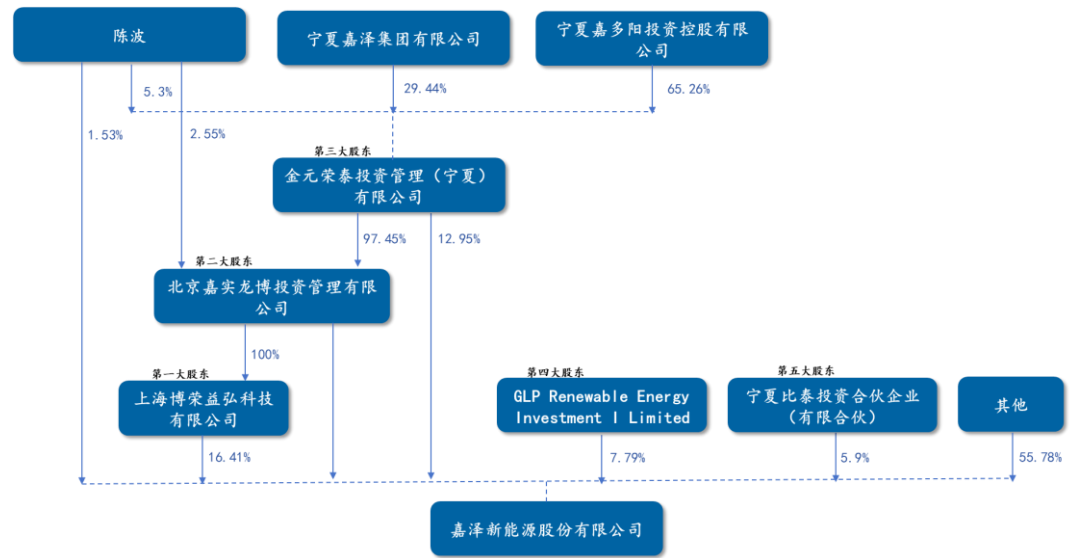 陈波
宁夏嘉泽集团有限公司
宁夏嘉多阳投资控股有限
公司
5.3%
29.44%
65.26%
1.53%
2.55%
第三大股东
金元荣泰投资管理（宁夏）
有限公司
97.45%
12.95%
第二大股东
北京嘉实龙博投资管理有限
公司
100%
第一大股东
上海博荣益弘科技
有限公司
第四大股东
GLP Renewable Energy
Investment I Limited
第五大股东
宁夏比泰投资合伙企业
（有限合伙）
其他
16.41%
7.79%
5.9%
55.78%
嘉泽新能源股份有限公司